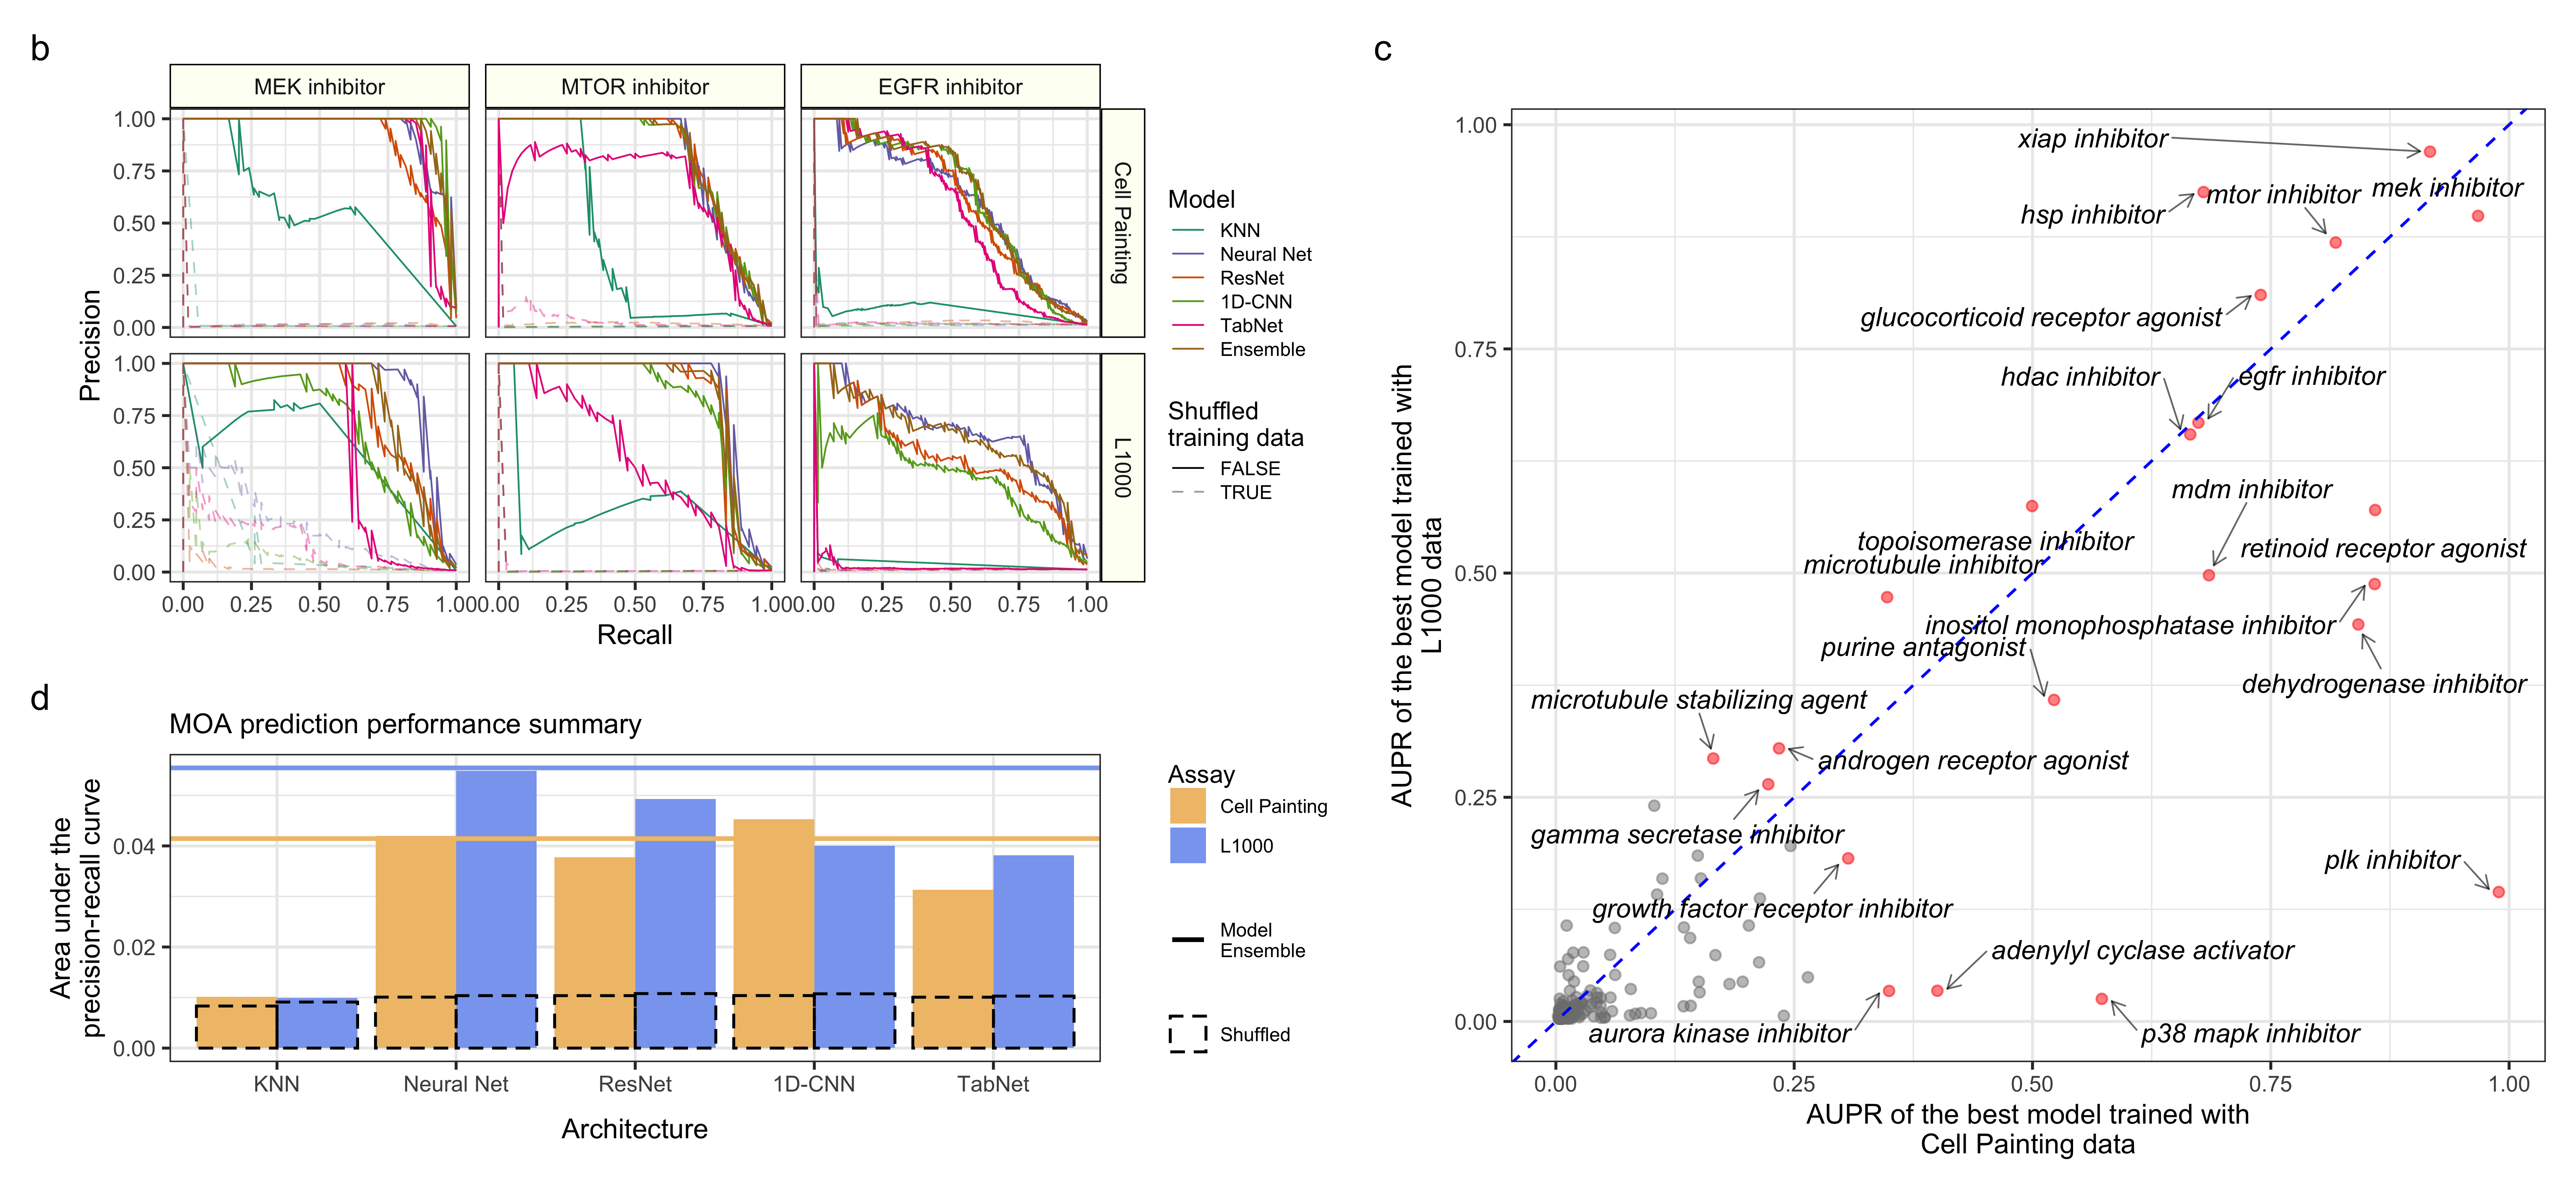 b
MEK inhibitor
MTOR inhibitor
EGFR inhibitor
Cell Painting
L1000
Precision
1.00
0.75
0.50
0.25
0.00
1.00
0.75
0.50
0.25
0.00
0.00 0.25 0.50 0.75 1.00
0.00 0.25 0.50 0.75 1.00
0.00 0.25 0.50 0.75 1.00
Recall
Model
KNN
Neural Net
ResNet
1D-CNN
TabNet
Ensemble
Shuffled
training data
FALSE
TRUE
c
AUPR of the best model trained with
L1000 data
1.00
0.75
0.50
0.25
0.00
xiap inhibitor
mtor inhibitor
mek inhibitor
hsp inhibitor
glucocorticoid receptor agonist
hdac inhibitor
egfr inhibitor
mdm inhibitor
topoisomerase inhibitor
retinoid receptor agonist
microtubule inhibitor
inositol monophosphatase inhibitor
purine antagonist
dehydrogenase inhibitor
microtubule stabilizing agent
androgen receptor agonist
gamma secretase inhibitor
plk inhibitor
growth factor receptor inhibitor
adenylyl cyclase activator
aurora kinase inhibitor
p38 mapk inhibitor
0.00 0.25 0.50 0.75 1.00
AUPR of the best model trained with
Cell Painting data
d
MOA prediction performance summary
Area under the
precision-recall curve
0.04
0.02
0.00
KNN
Neural Net
ResNet
1D-CNN
TabNet
Architecture
Assay
Cell Painting
L1000
Model
Ensemble
Shuffled